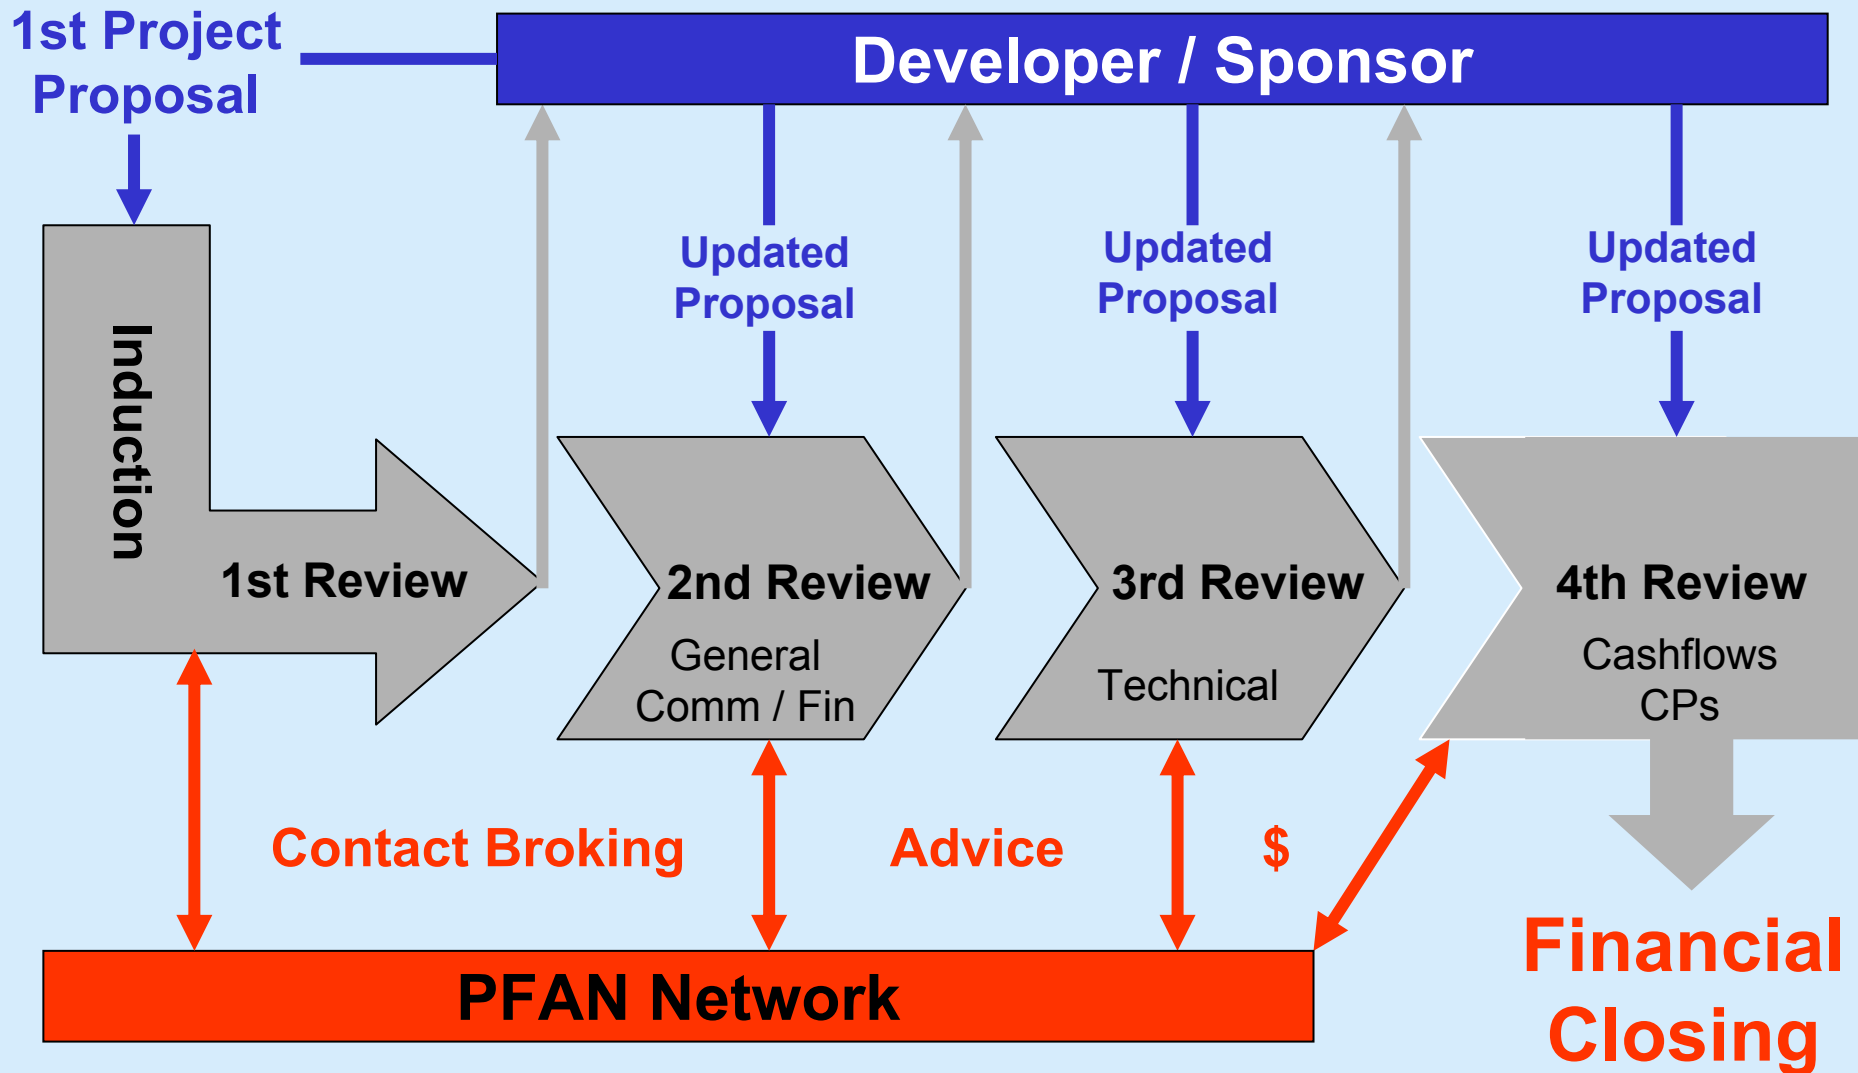 1st Project
Proposal
Developer / Sponsor
Updated
Proposal
Updated
Proposal
Updated
Proposal
Induction
1st Review
2nd Review
General
Comm / Fin
3rd Review
Technical
4th Review
Cashflows
CPs
Contact Broking
Advice
$
PFAN Network
Financial
Closing